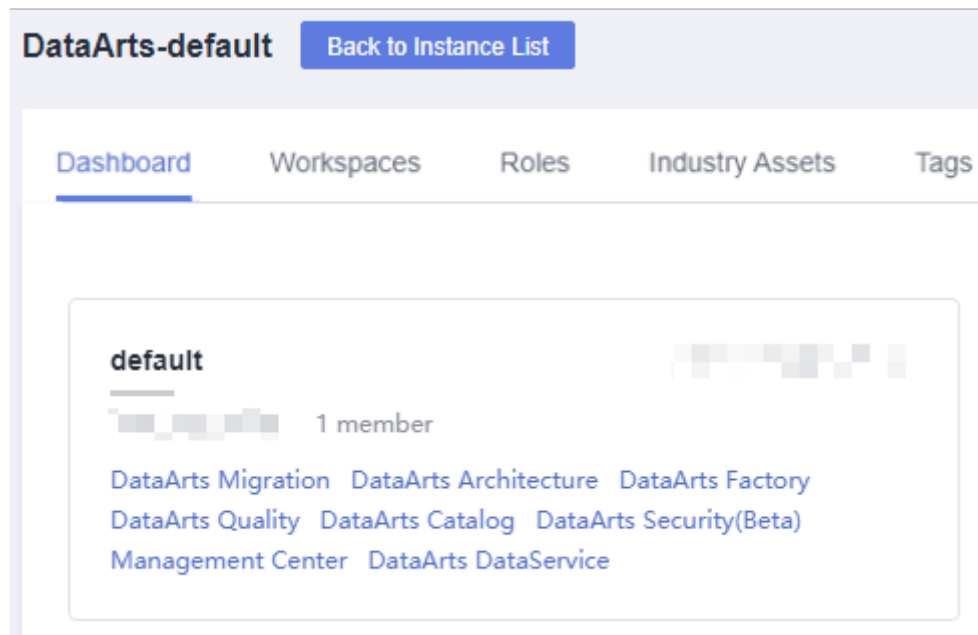 DataArts-default Back to Instance List
Dashboard Workspaces Roles Industry Assets Tags
default
1 member
DataArts Migration DataArts Architecture DataArts Factory
DataArts Quality DataArts Catalog DataArts Security(Beta)
Management Center DataArts DataService